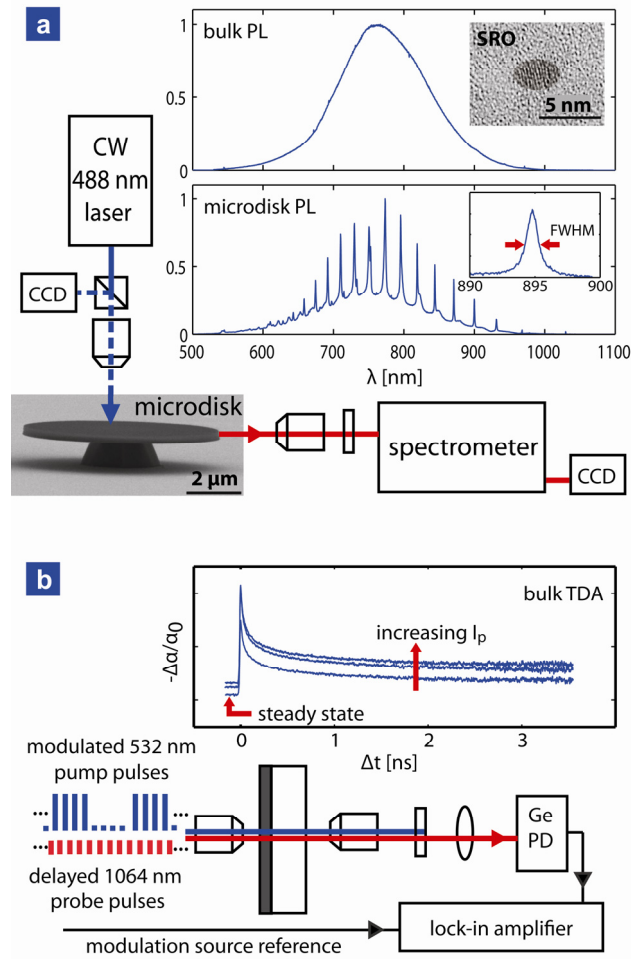 a
bulk PL
SRO
5 nm
1
0.5
0
CW
488 nm
laser
microdisk PL
FWHM
890 895 900
1
0.5
0
500 600 700 800 900 1000 1100
λ [nm]
CCD
microdisk
2 µm
spectrometer
CCD
b
bulk TDA
-Δα/α0
increasing Ip
steady state
0 1 2 3
Δt [ns]
modulated 532 nm
pump pulses
...
...
...
...
delayed 1064 nm
probe pulses
Ge
PD
lock-in amplifier
modulation source reference